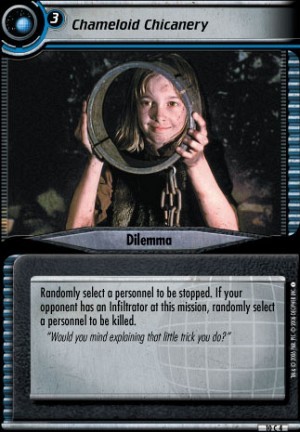 3
Chameloid Chicanery
Dilemma
Randomly select a personnel to be stopped. If your
opponent has an Infiltrator at this mission, randomly select
a personnel to be killed.
"Would you mind explaining that little trick you do?"